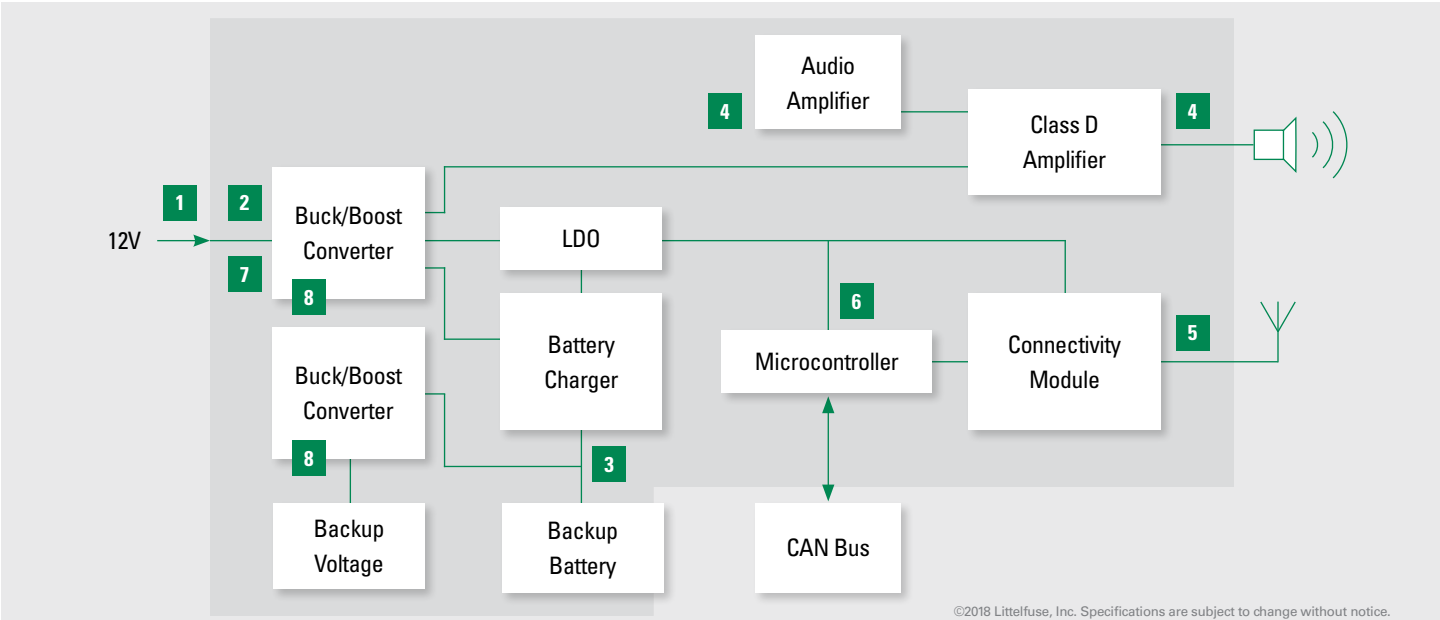 Audio
Amplifier
4
Class D
Amplifier
4
1
2
12V
Buck/Boost
Converter
7
8
LDO
6
Battery
Charger
Microcontroller
Connectivity
Module
5
Buck/Boost
Converter
8
3
Backup
Voltage
Backup
Battery
CAN Bus
©2018 Littelfuse, Inc. Specifications are subject to change without notice.